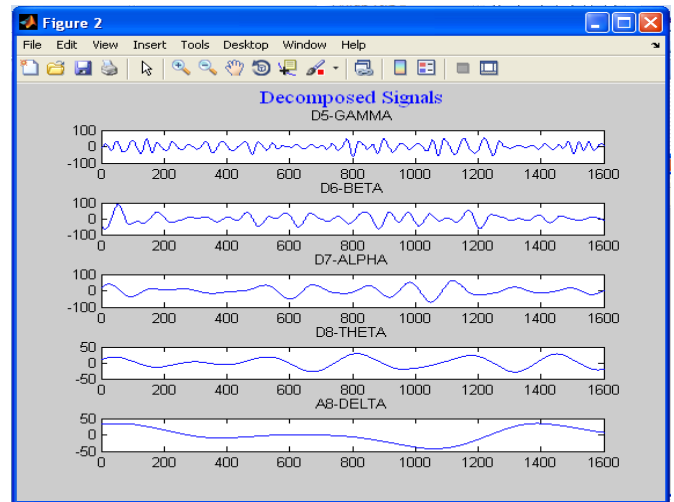 Figure 2
File Edit View Insert Tools Desktop Window Help
Decomposed Signals
D5-GAMMA
100
0
-100
0 200 400 600 800 1000 1200 1400 1600
D6-BETA
100
0
-100
0 200 400 600 800 1000 1200 1400 1600
D7-ALPHA
100
0
-100
0 200 400 600 800 1000 1200 1400 1600
D8-THETA
50
0
-50
0 200 400 600 800 1000 1200 1400 1600
A8-DELTA
50
0
-50
0 200 400 600 800 1000 1200 1400 1600